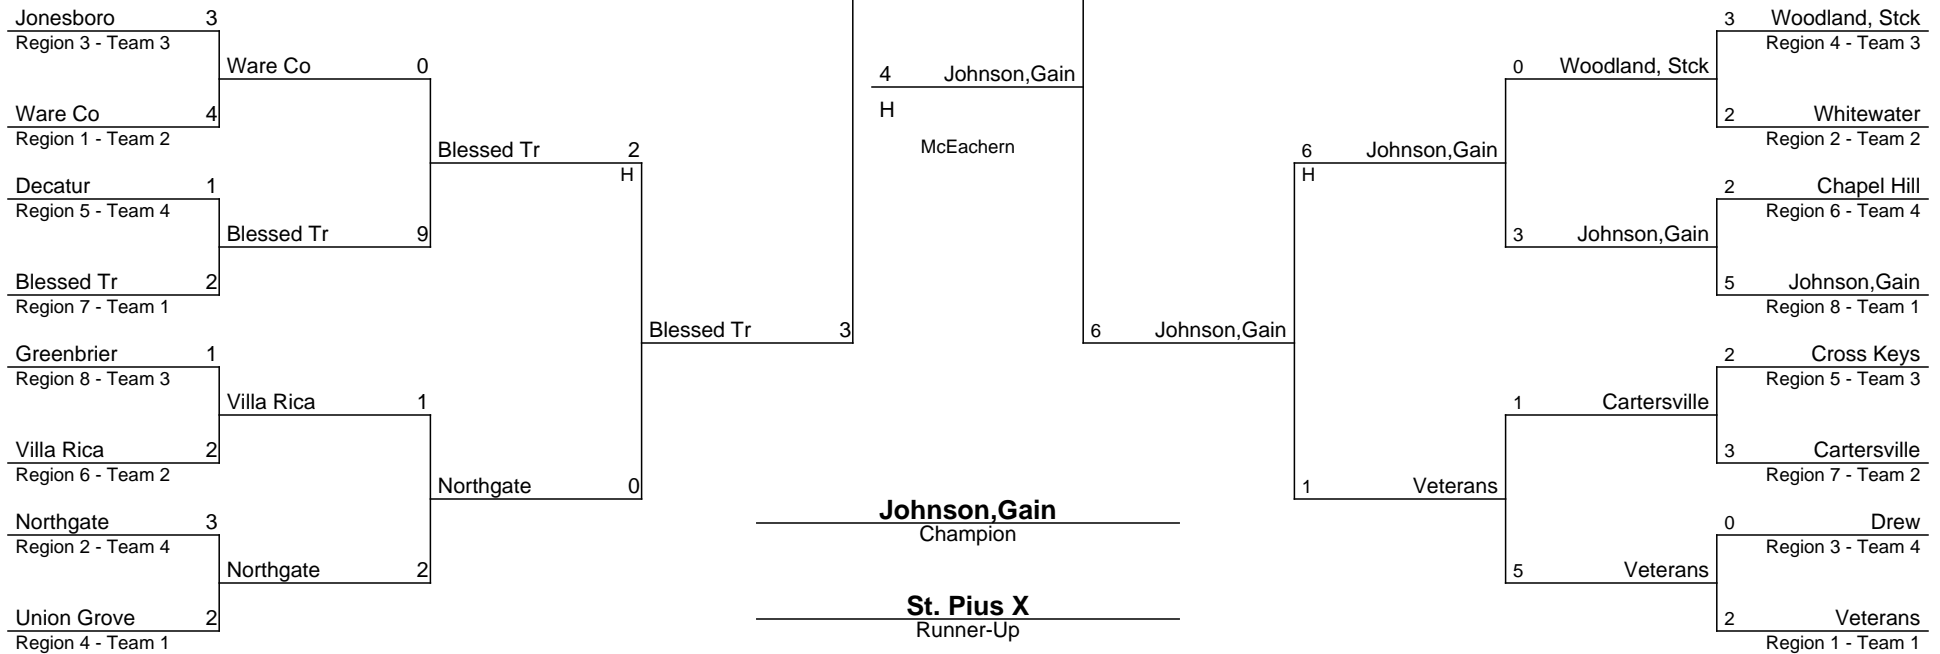 Jonesboro 3
Region 3 - Team 3
Ware Co 0
Ware Co 4
Region 1 - Team 2
Blessed Tr 2
H
Decatur 1
Region 5 - Team 4
Blessed Tr 9
Blessed Tr 2
Region 7 - Team 1
Blessed Tr 3
Greenbrier 1
Region 8 - Team 3
Villa Rica 1
Villa Rica 2
Region 6 - Team 2
Northgate 0
Northgate 3
Region 2 - Team 4
Northgate 2
Union Grove 2
Region 4 - Team 1
4 Johnson,Gain
H
McEachern
Johnson,Gain
Champion
St. Pius X
Runner-Up
3 Woodland, Stck
Region 4 - Team 3
0 Woodland, Stck
2 Whitewater
Region 2 - Team 2
6 Johnson,Gain
H
2 Chapel Hill
Region 6 - Team 4
3 Johnson,Gain
5 Johnson,Gain
Region 8 - Team 1
6 Johnson,Gain
2 Cross Keys
Region 5 - Team 3
1 Cartersville
3 Cartersville
Region 7 - Team 2
1 Veterans
0 Drew
Region 3 - Team 4
5 Veterans
2 Veterans
Region 1 - Team 1